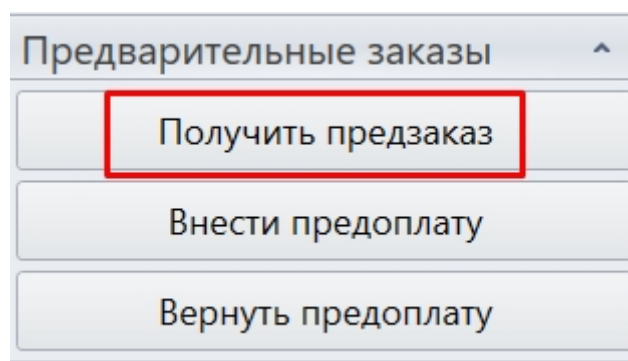 Предварительные заказы
Получить предзаказ
Внести предоплату
Вернуть предоплату